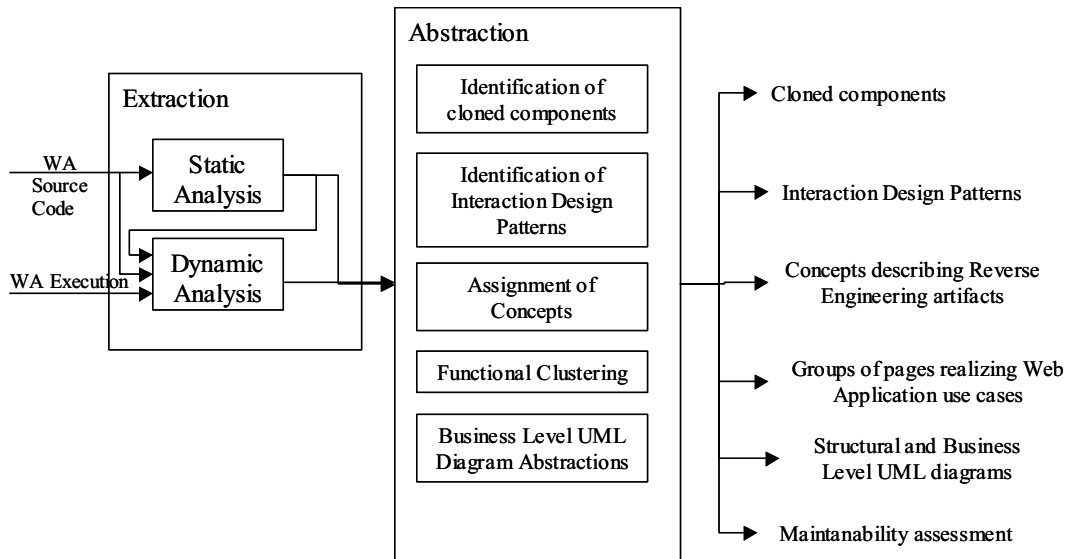 Extraction
WA
Source
Code
Static
Analysis
WA Execution
Dynamic
Analysis
Abstraction
Identification of
cloned components
Identification of
Interaction Design
Patterns
Assignment of
Concepts
Functional Clustering
Business Level UML
Diagram Abstractions
Cloned components
Interaction Design Patterns
Concepts describing Reverse
Engineering artifacts
Groups of pages realizing Web
Application use cases
Structural and Business
Level UML diagrams
Maintanability assessment